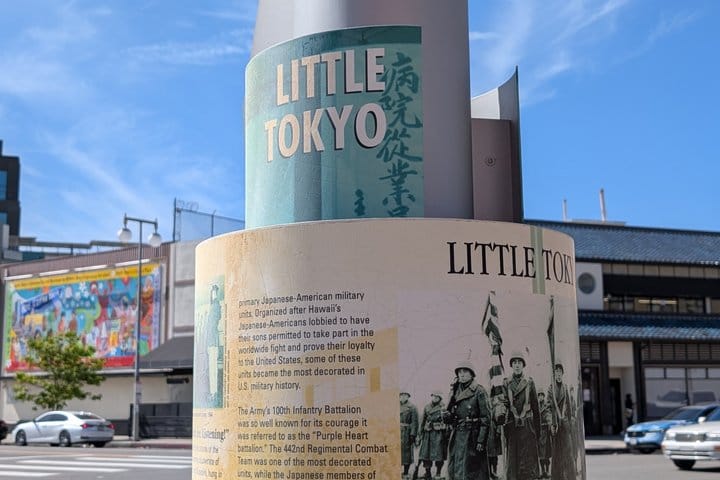 LITTLE
TOKYO
病院從業
LITTLE TOK
primary Japanese-American military
units. Organized after Hawaii's
Japanese-Americans lobbied to have
their sons permitted to take part in the
worldwide fight and prove their loyalty
to the United States, some of these
units became the most decorated in
U.S. military history.
The Army's 100th Infantry Battalion
was so well known for its courage it
was referred to as the "Purple Heart
battalion." The 442nd Regimental Combat
Team was one of the most decorated
units, while the Japanese members of
Listening!"